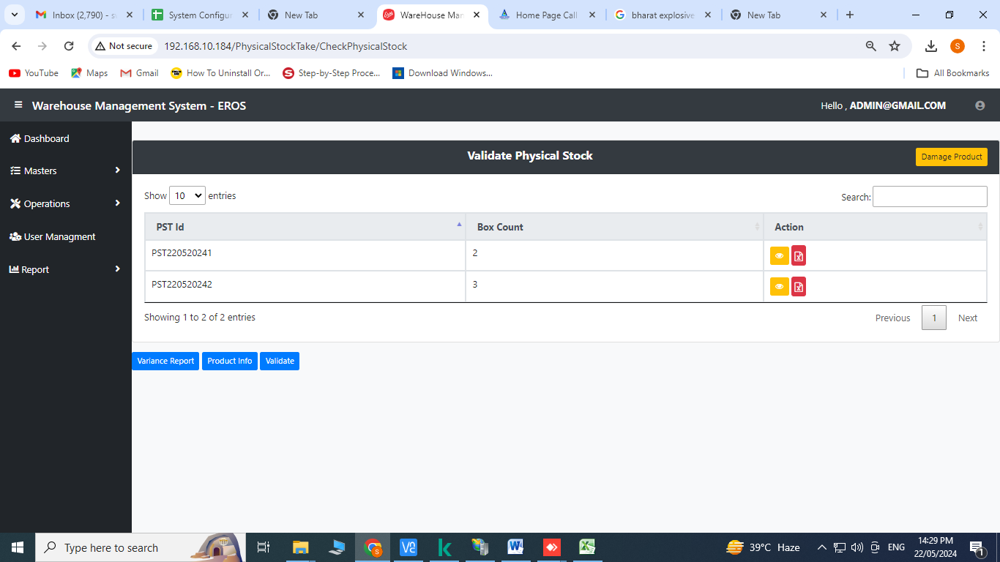 Inbox (2,790) - su
System Configur
New Tab
WareHouse Man
Home Page Call
bharat explosive
New Tab
Not secure 192.168.10.184/PhysicalStockTake/CheckPhysicalStock
S
YouTube
Maps
Gmail
How To Uninstall Or...
Step-by-Step Proce...
Download Windows...
All Bookmarks
Warehouse Management System - EROS
Hello , ADMIN@GMAIL.COM
Dashboard
Masters
Operations
User Managment
Report
Validate Physical Stock
Damage Product
Show 10 entries
Search:
PST Id Box Count Action
PST220520241 2
PST220520242 3
Showing 1 to 2 of 2 entries
Previous 1 Next
Variance Report Product Info Validate
Type here to search
39°C Haze
ENG
14:29 PM
22/05/2024
1